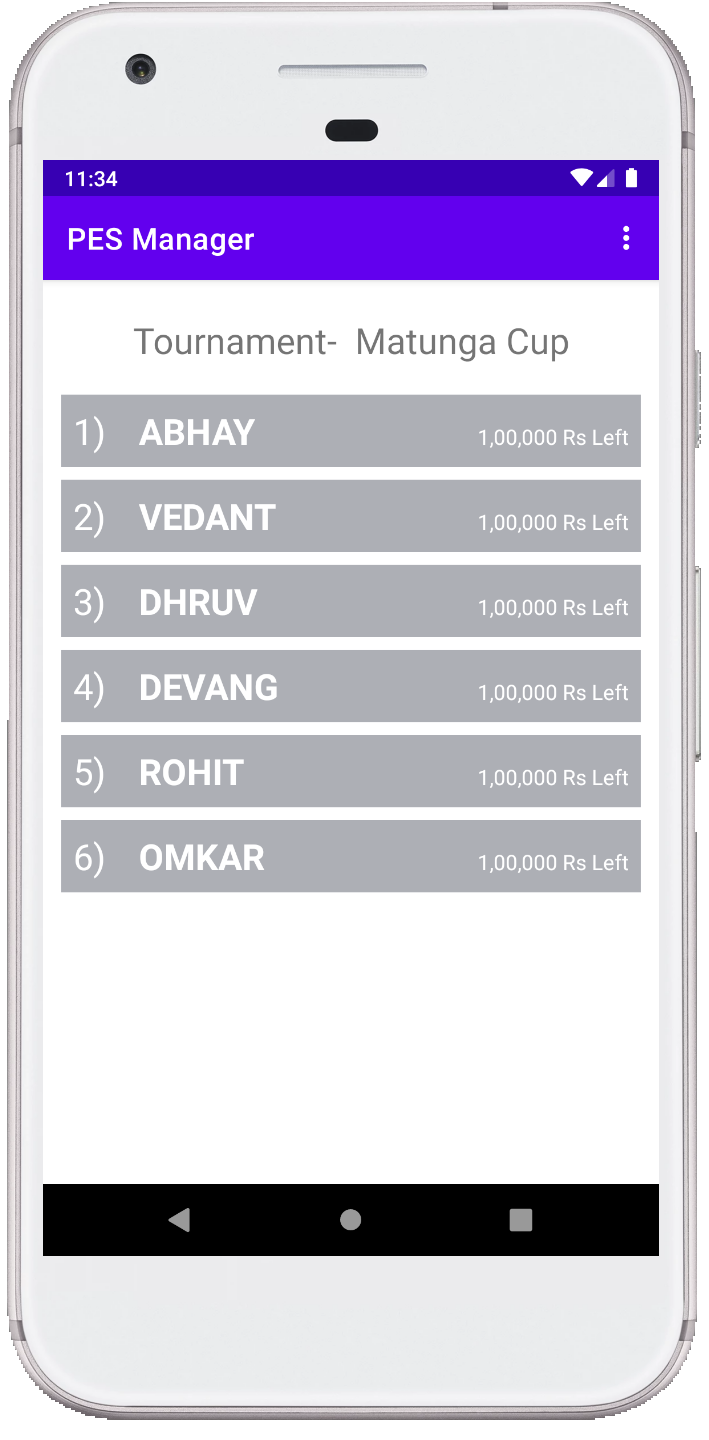 11:34
PES Manager
Tournament-  Matunga Cup
1) ABHAY 1,00,000 Rs Left
2) VEDANT 1,00,000 Rs Left
3) DHRUV 1,00,000 Rs Left
4) DEVANG 1,00,000 Rs Left
5) ROHIT 1,00,000 Rs Left
6) OMKAR 1,00,000 Rs Left